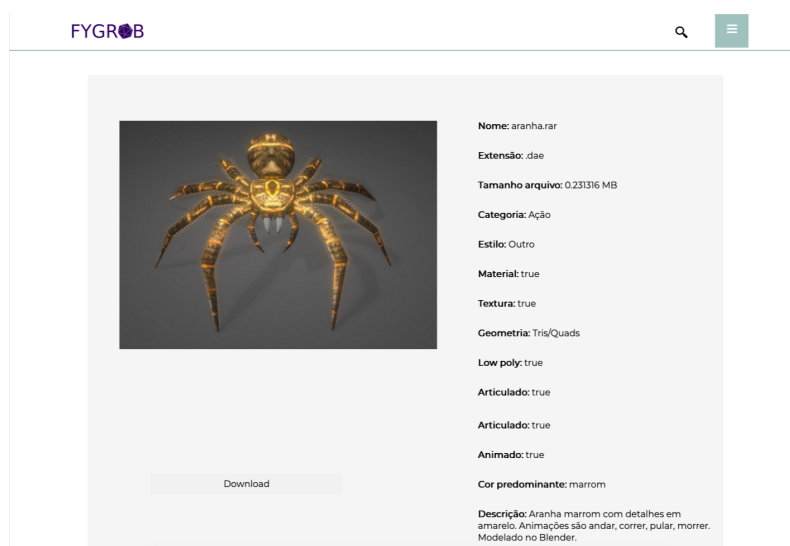 FYGROB
Nome: aranha.rar
Extensão: .dae
Tamanho arquivo: 0.231316 MB
Categoria: Ação
Estilo: Outro
Material: true
Textura: true
Geometria: Tris/Quads
Low poly: true
Articulado: true
Articulado: true
Animado: true
Cor predominante: marrom
Descrição: Aranha marrom com detalhes em
amarelo. Animações são andar, correr, pular, morrer.
Modelado no Blender.
Download